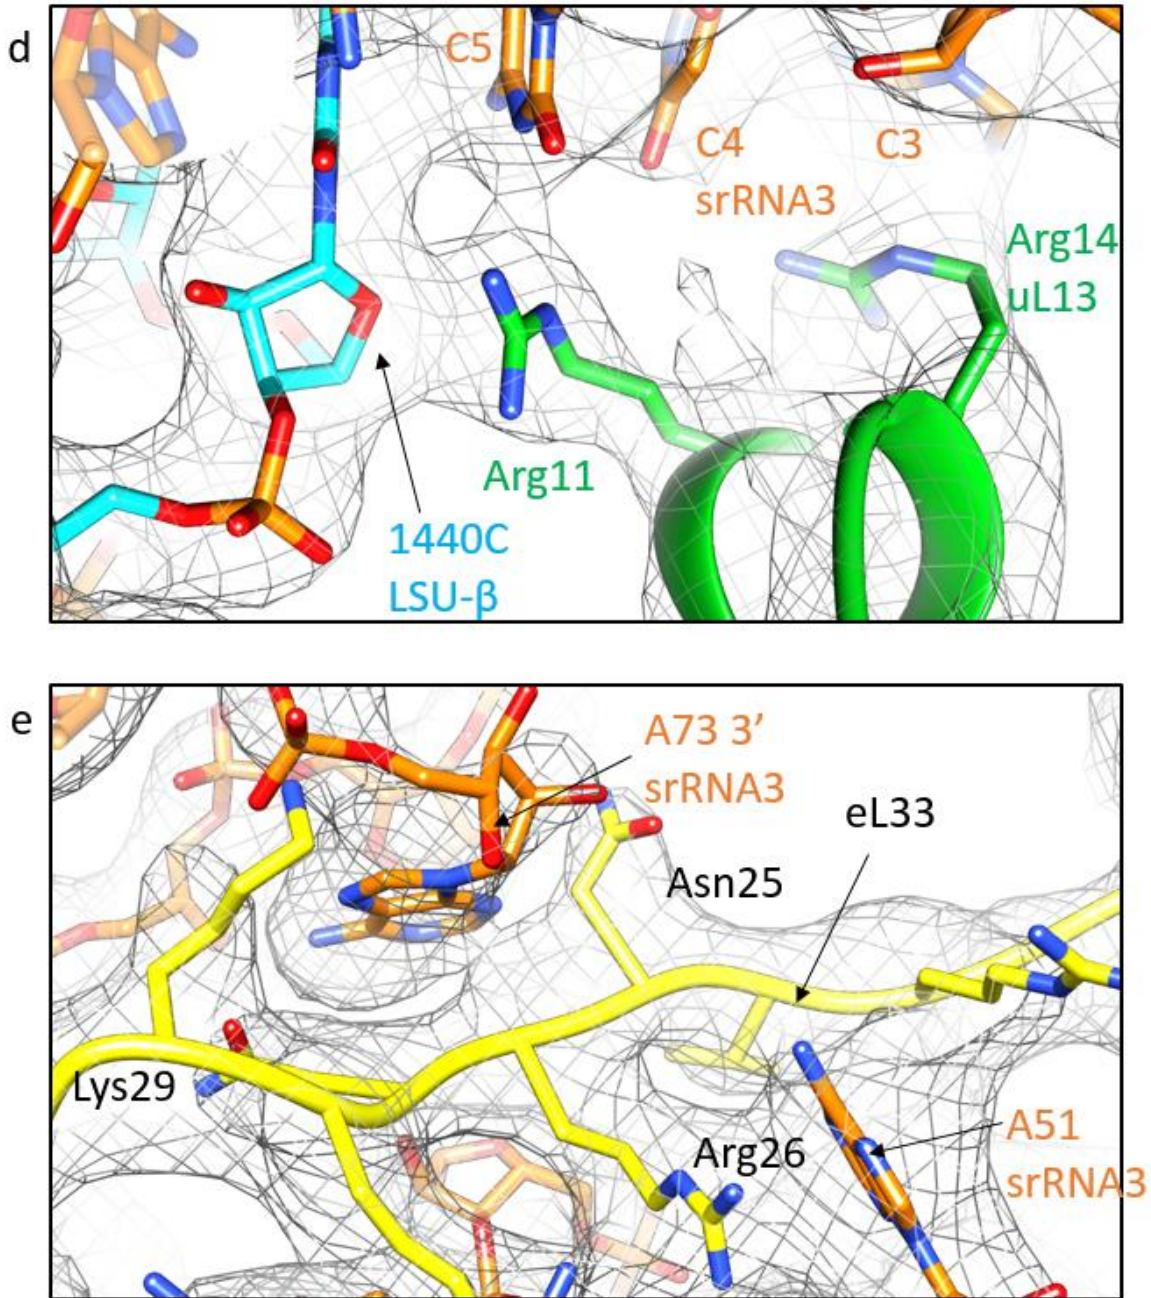 d
C5
C4
srRNA3
C3
Arg14
uL13
Arg11
1440C
LSU-β
e
A73 3’
srRNA3
eL33
Asn25
Lys29
Arg26
A51
srRNA3